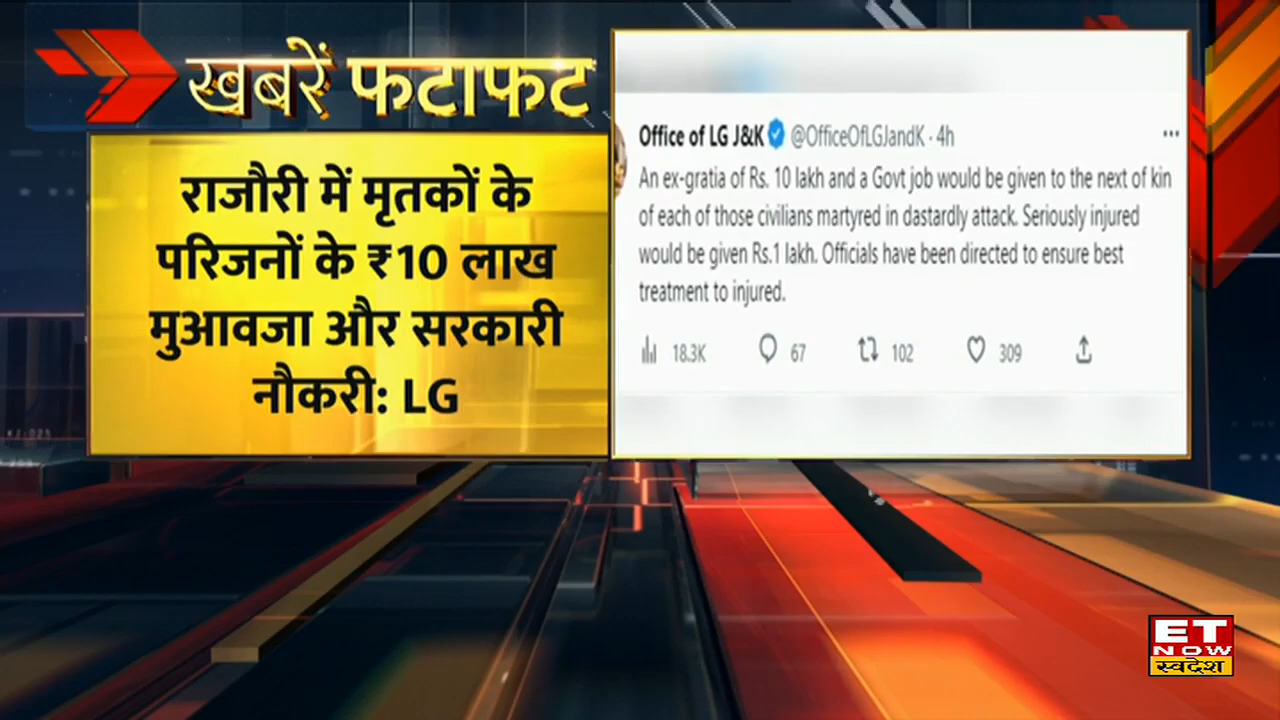 खबरें फटाफट
राजौरी में मृतकों के
परिजनों के ₹10 लाख
मुआवजा और सरकारी
नौकरी: LG
Office of LG J&K @OfficeOfLGJandK · 4h
An ex-gratia of Rs. 10 lakh and a Govt job would be given to the next of kin
of each of those civilians martyred in dastardly attack. Seriously injured
would be given Rs.1 lakh. Officials have been directed to ensure best
treatment to injured.
18.3K 67 102 309
ET
NOW
स्वदेश